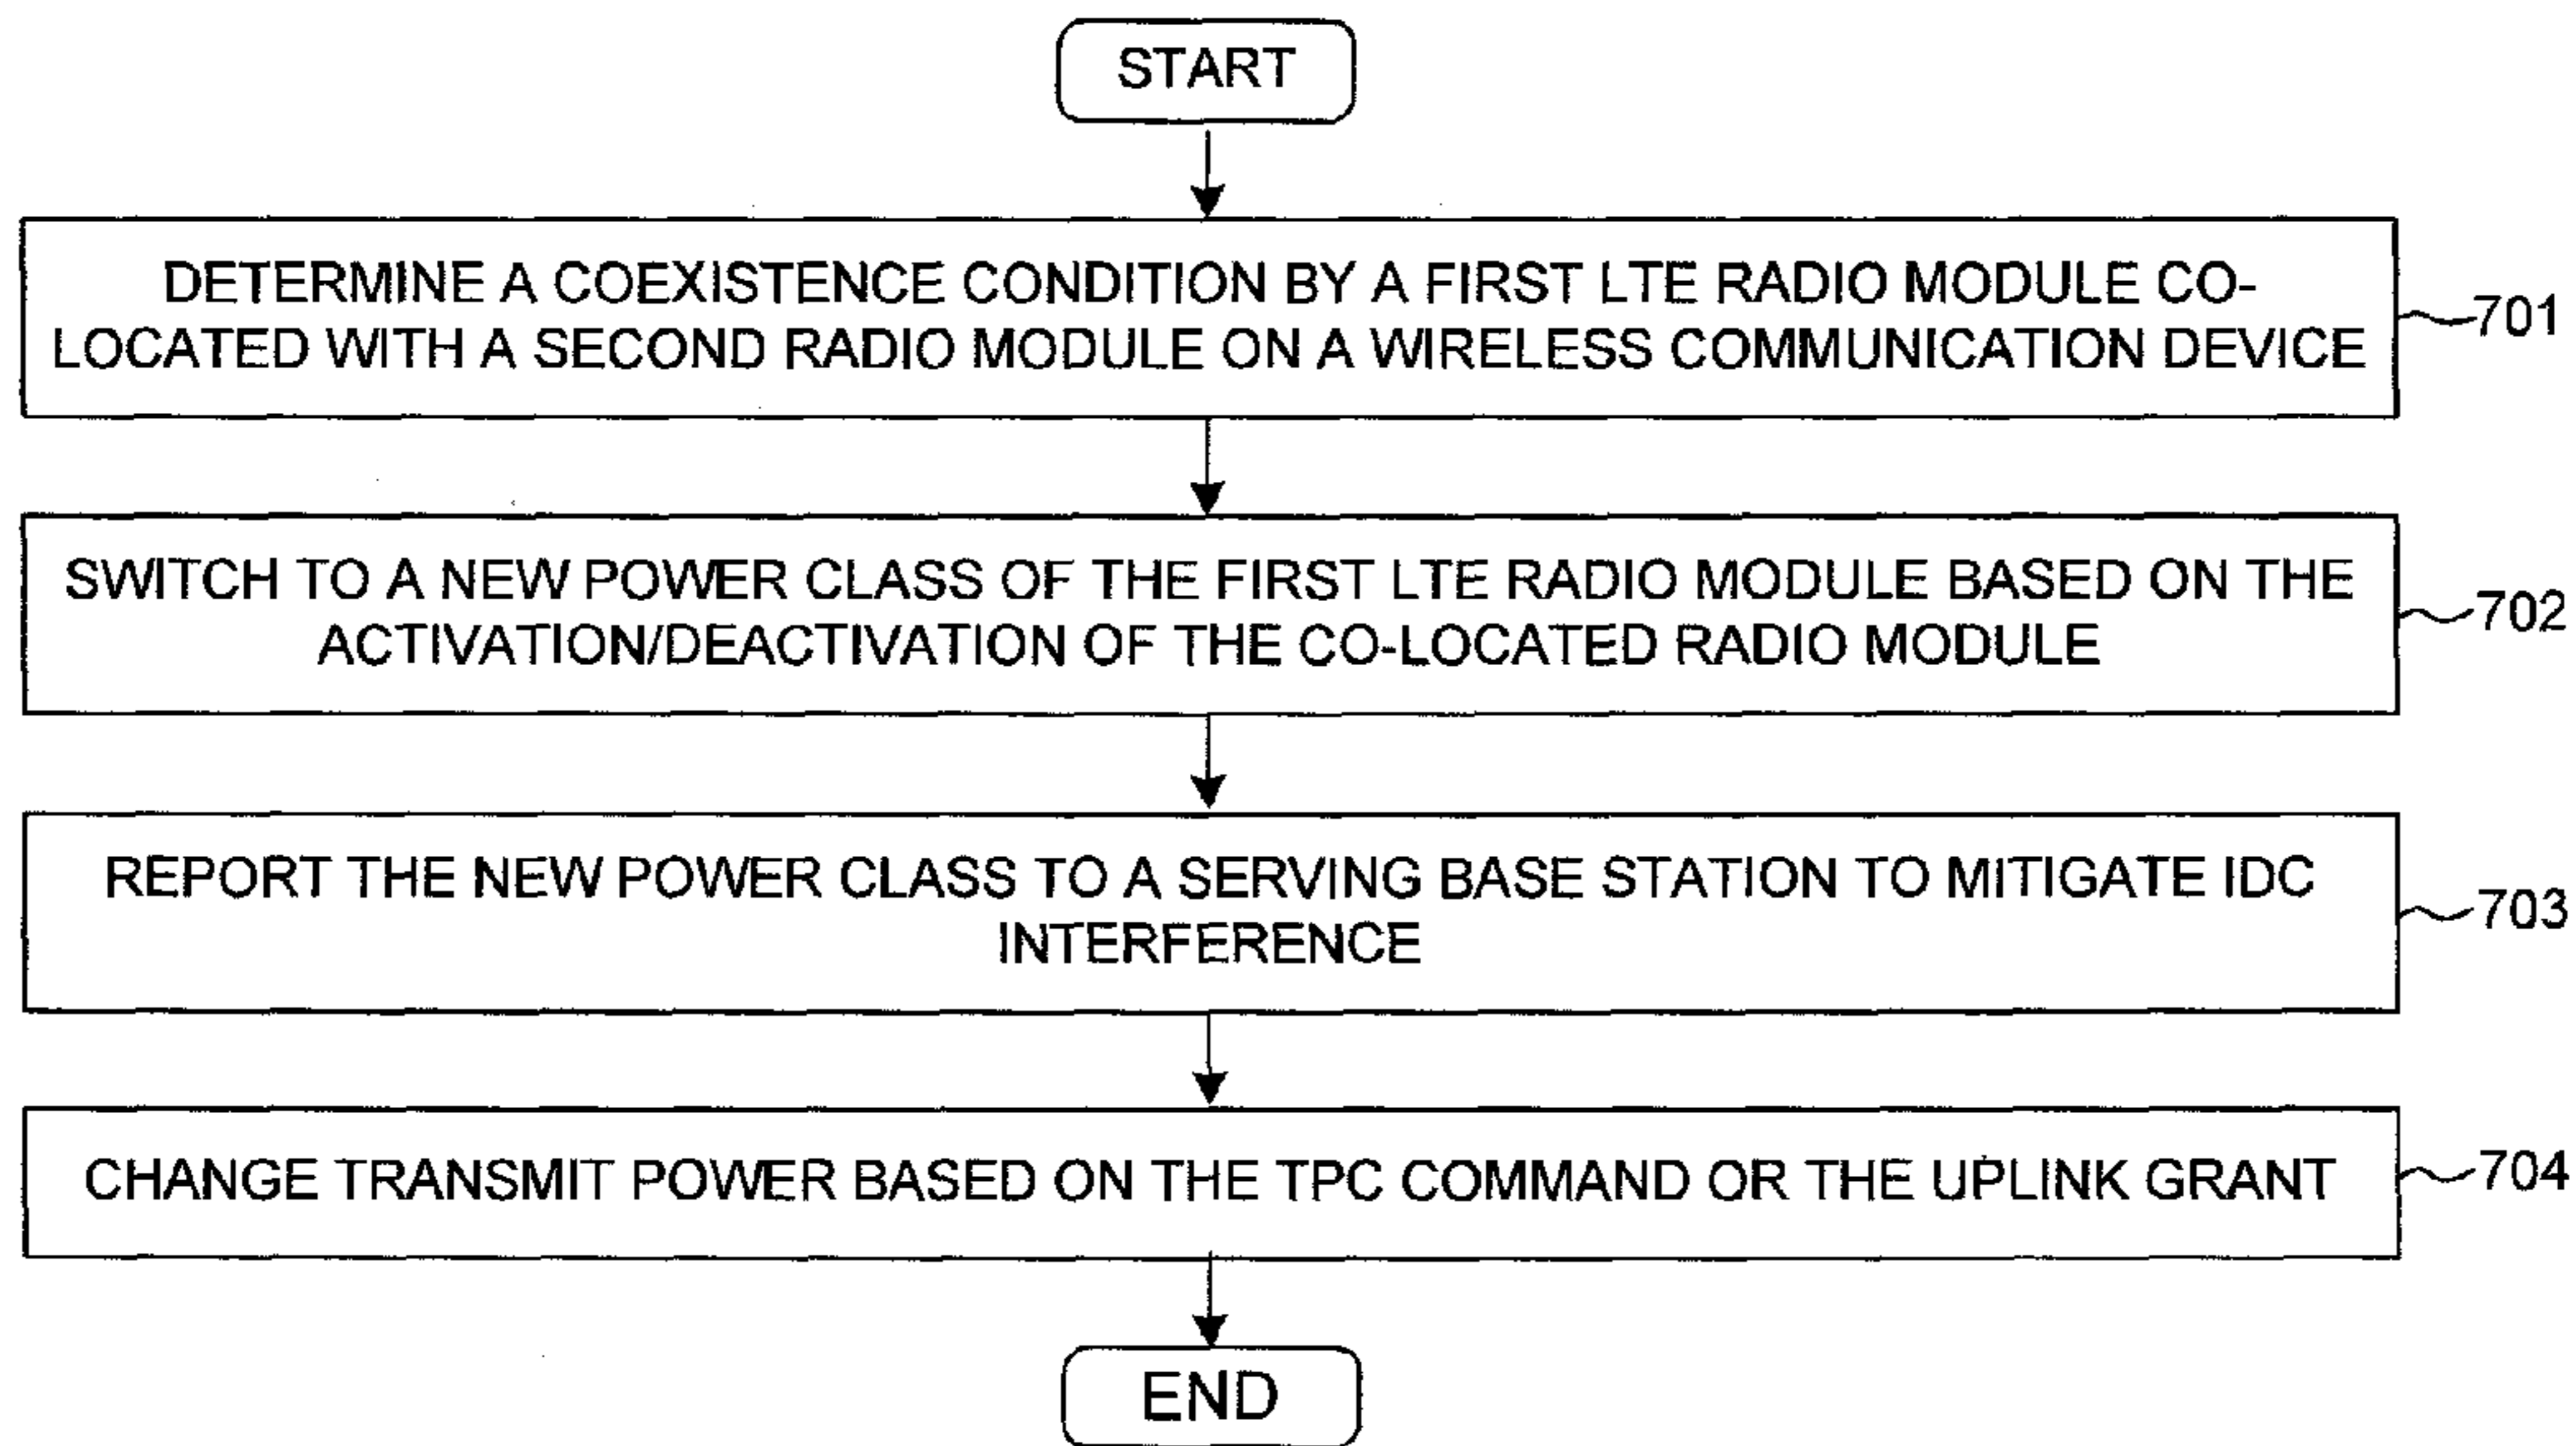 START
DETERMINE A COEXISTENCE CONDITION BY A FIRST LTE RADIO MODULE CO-
LOCATED WITH A SECOND RADIO MODULE ON A WIRELESS COMMUNICATION DEVICE
701
SWITCH TO A NEW POWER CLASS OF THE FIRST LTE RADIO MODULE BASED ON THE
ACTIVATION/DEACTIVATION OF THE CO-LOCATED RADIO MODULE
702
REPORT THE NEW POWER CLASS TO A SERVING BASE STATION TO MITIGATE IDC
INTERFERENCE
703
CHANGE TRANSMIT POWER BASED ON THE TPC COMMAND OR THE UPLINK GRANT
704
END